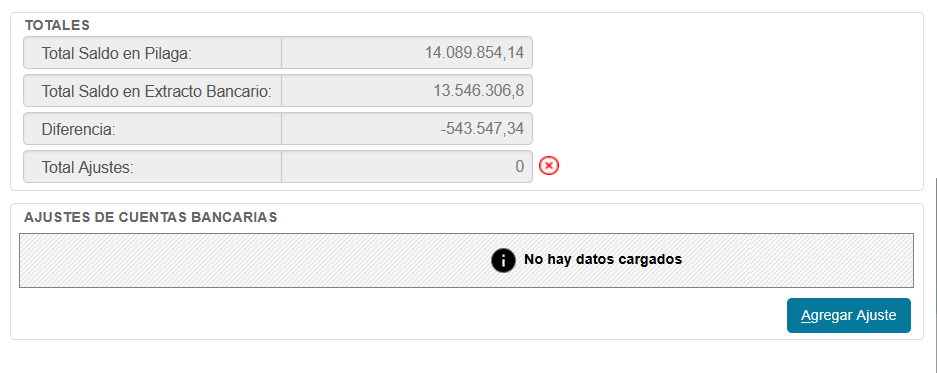 TOTALES
Total Saldo en Pilaga: 14.089.854,14
Total Saldo en Extracto Bancario: 13.546.306,8
Diferencia: -543.547,34
Total Ajustes: 0
AJUSTES DE CUENTAS BANCARIAS
No hay datos cargados
Agregar Ajuste